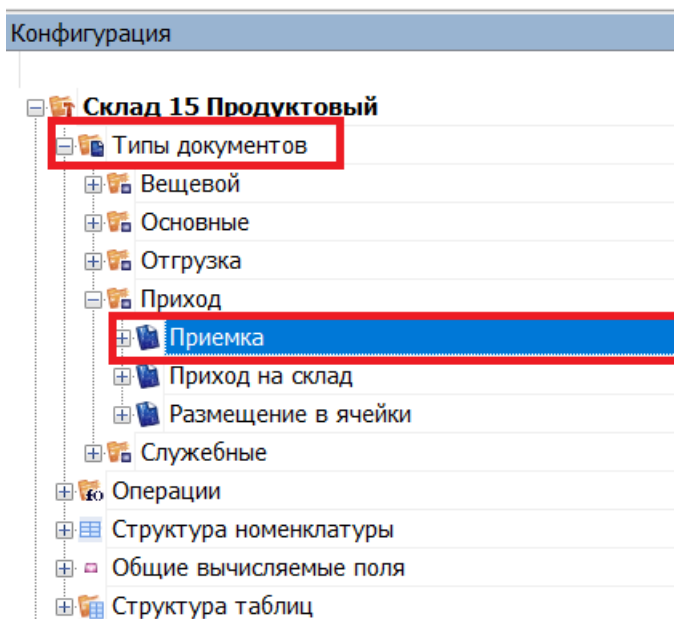 Конфигурация
Склад 15 Продуктовый
Типы документов
Вещевой
Основные
Отгрузка
Приход
Приемка
Приход на склад
Размещение в ячейки
Служебные
Операции
Структура номенклатуры
Общие вычисляемые поля
Структура таблиц